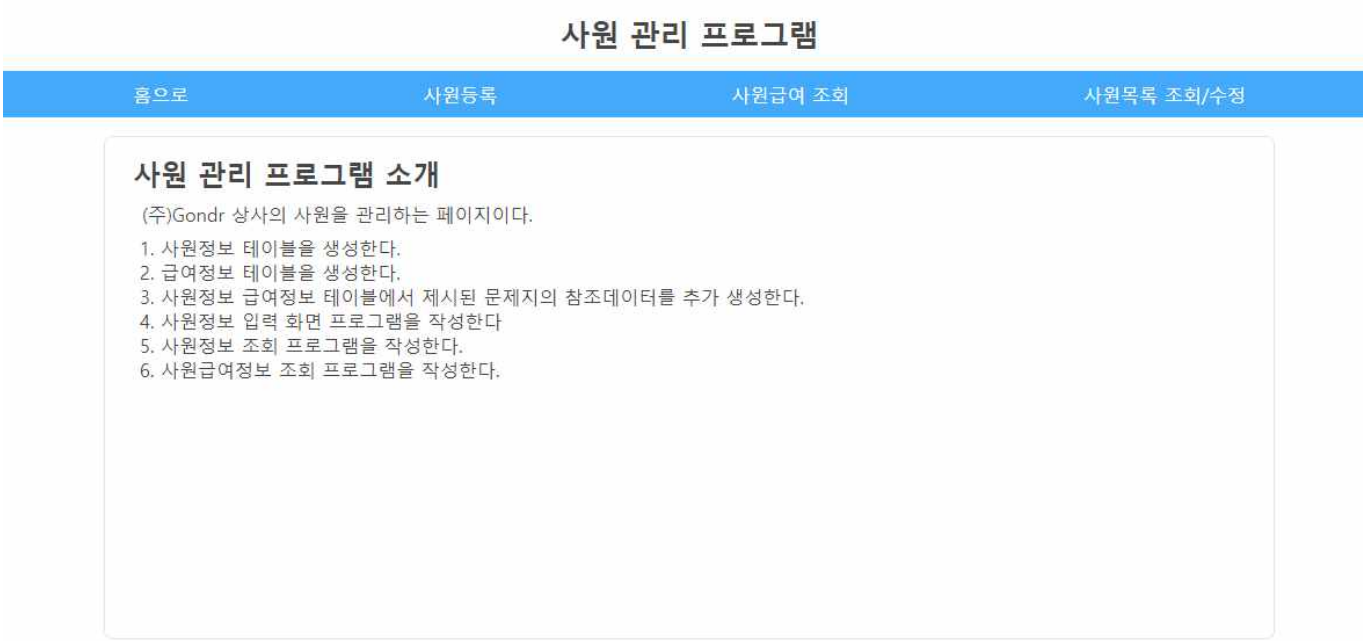 사원 관리 프로그램
홈으로 사원등록 사원급여 조회 사원목록 조회/수정
사원 관리 프로그램 소개
(주)Gondr 상사의 사원을 관리하는 페이지이다.
1. 사원정보 테이블을 생성한다.
2. 급여정보 테이블을 생성한다.
3. 사원정보 급여정보 테이블에서 제시된 문제지의 참조데이터를 추가 생성한다.
4. 사원정보 입력 화면 프로그램을 작성한다
5. 사원정보 조회 프로그램을 작성한다.
6. 사원급여정보 조회 프로그램을 작성한다.